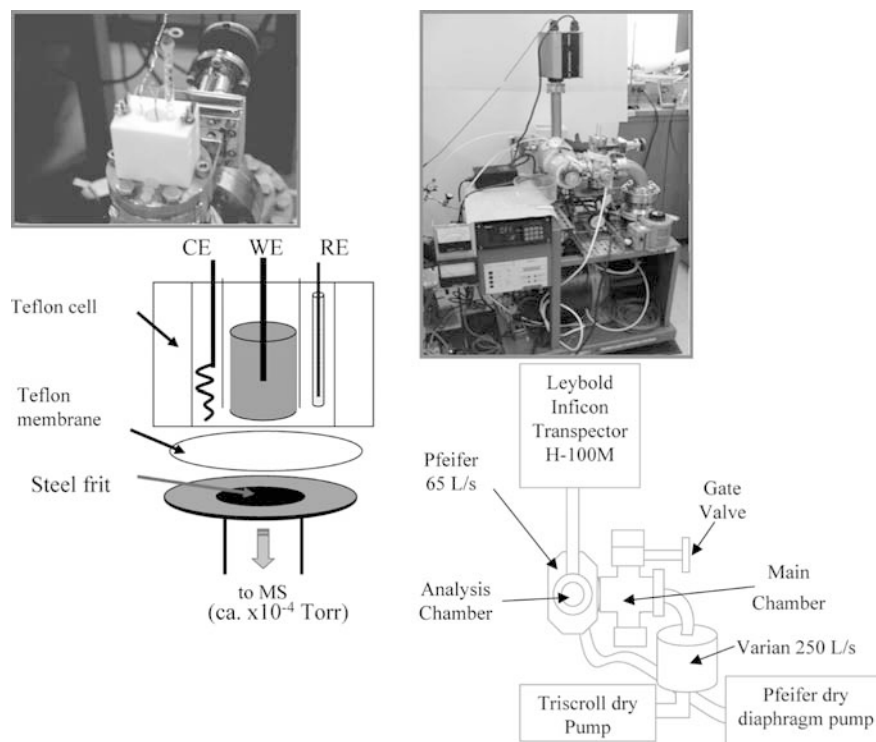 CE WE RE
Teflon cell
Teflon
membrane
Steel frit
to MS
(ca. x10⁻⁴ Torr)
Leybold
Inficon
Transpector
H-100M
Pfeifer
65 L/s
Gate
Valve
Analysis
Chamber
Main
Chamber
Varian 250 L/s
Triscroll dry
Pump
Pfeifer dry
diaphragm pump